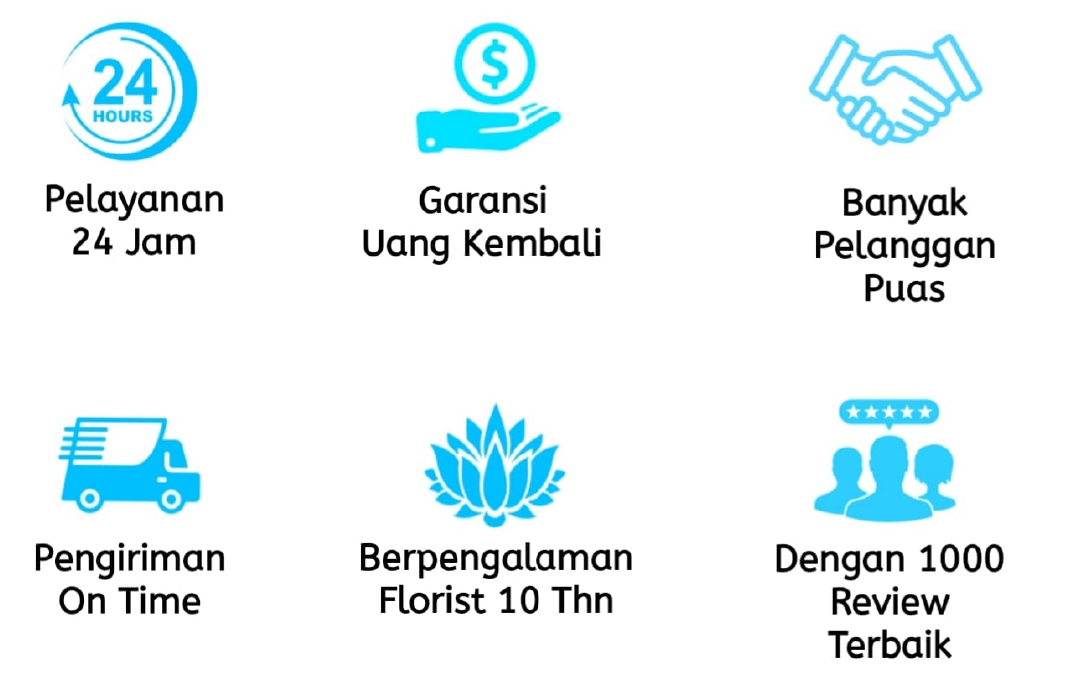 24
HOURS
Pelayanan
24 Jam
$
Garansi
Uang Kembali
Banyak
Pelanggan
Puas
Pengiriman
On Time
Berpengalaman
Florist 10 Thn
Dengan 1000
Review
Terbaik